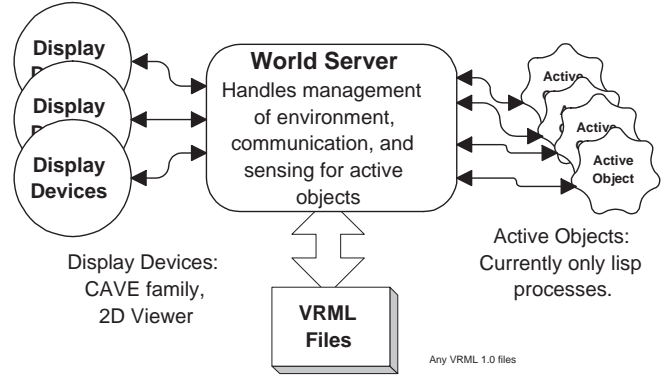 Display
Display
Display
Devices
World Server
Handles management
of environment,
communication, and
sensing for active
objects
Active
Active
Active
Object
Display Devices:
CAVE family,
2D Viewer
Active Objects:
Currently only lisp
processes.
VRML
Files
Any VRML 1.0 files